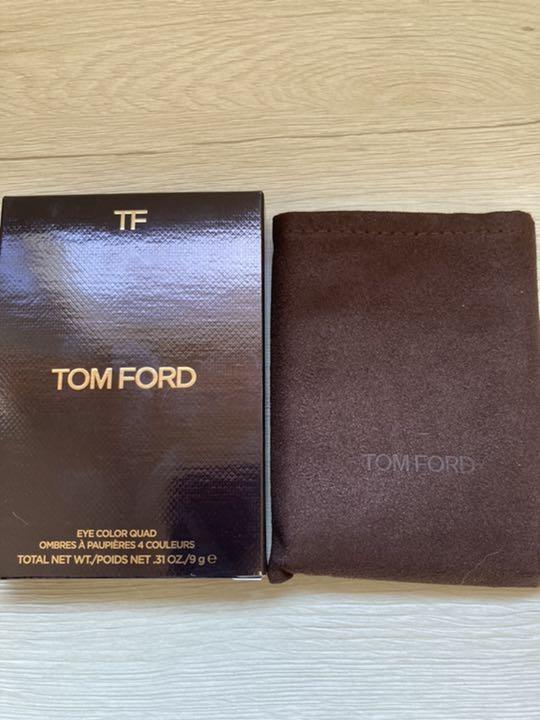 TF
TOM FORD
EYE COLOR QUAD
OMBRES À PAUPIÈRES 4 COULEURS
TOTAL NET WT./POIDS NET .31 OZ./9 g ℮
TOM FORD